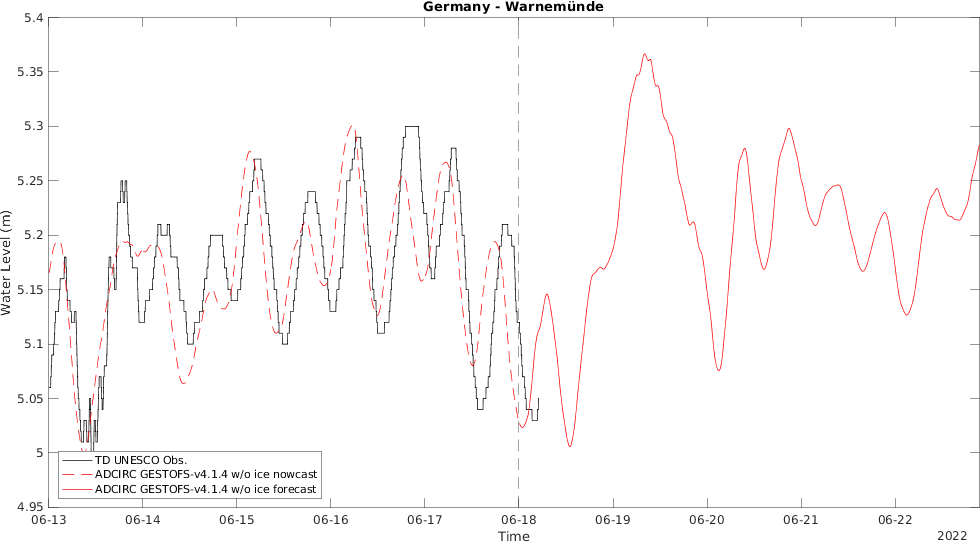 Germany - Warnemünde
5.4
5.35
5.3
5.25
5.2
5.15
5.1
5.05
5
4.95
Water Level (m)
TD UNESCO Obs.
ADCIRC GESTOFS-v4.1.4 w/o ice nowcast
ADCIRC GESTOFS-v4.1.4 w/o ice forecast
06-13 06-14 06-15 06-16 06-17 06-18 06-19 06-20 06-21 06-22
Time
2022